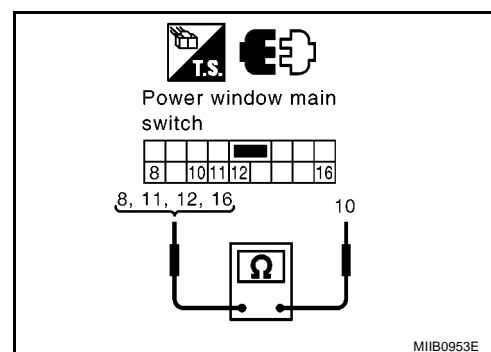 T.S.
Power window main
switch
8 10 11 12 16
8, 11, 12, 16 10
Ω
MIIB0953E